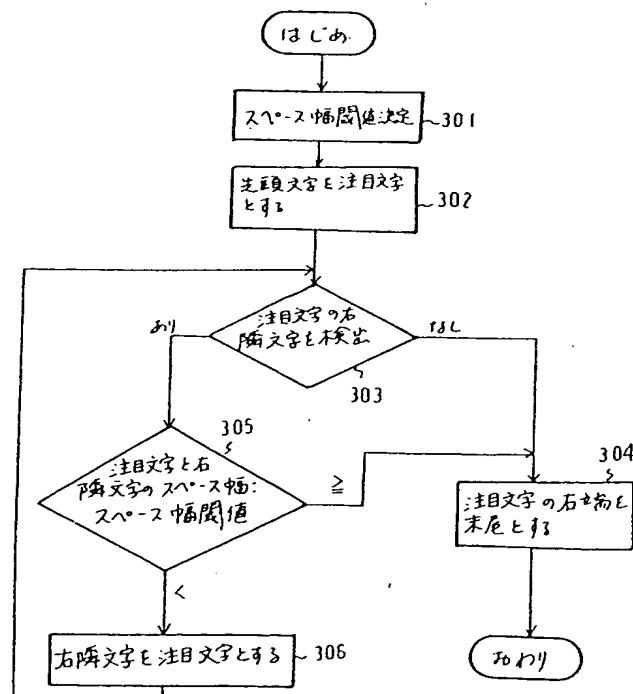 はじめ
スペース幅閾値決定
301
先頭文字を注目文字
とする
302
注目文字の右
隣文字を検出
あり
なし
303
305
注目文字と右
隣文字のスペース幅:
スペース幅閾値
≧
<
304
注目文字の右端を
末尾とする
右隣文字を注目文字とする
306
おわり